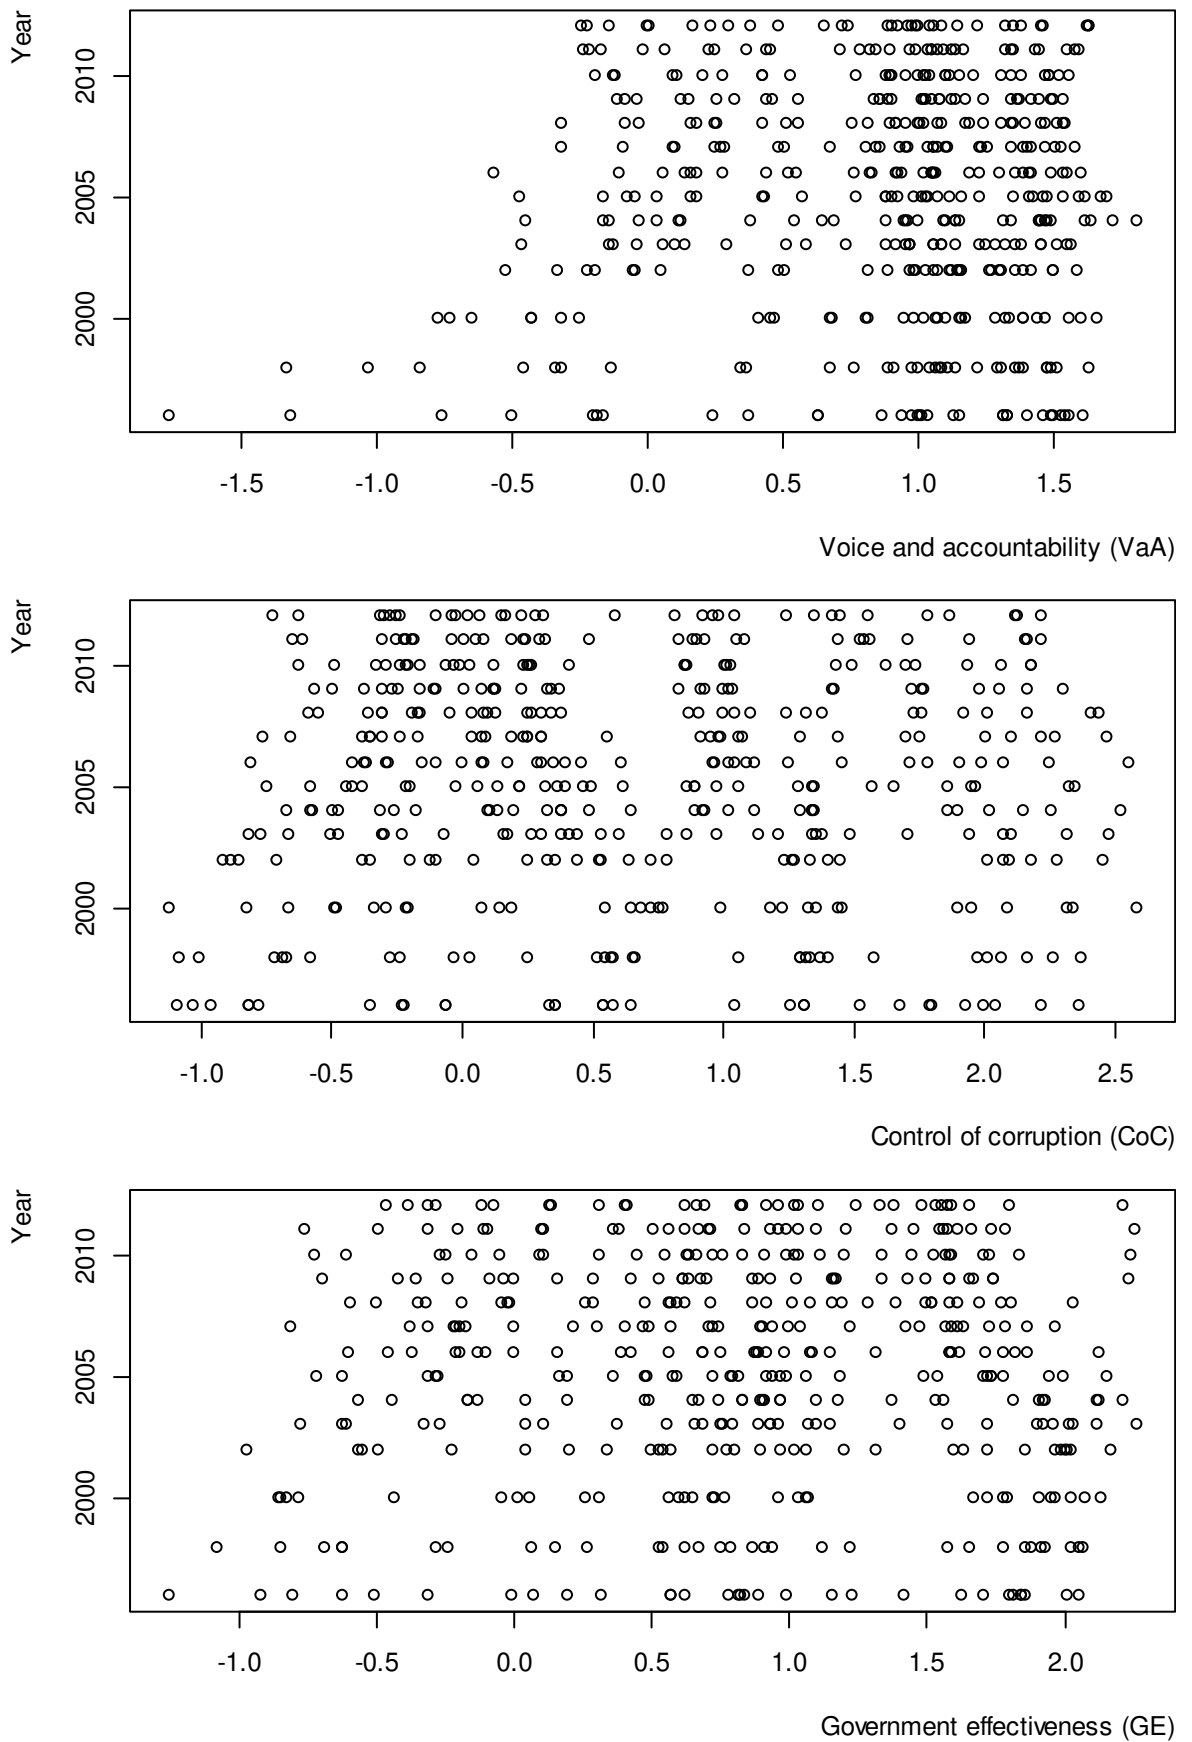 Year
2010
2005
2000
-1.5 -1.0 -0.5 0.0 0.5 1.0 1.5
Voice and accountability (VaA)
Year
2010
2005
2000
-1.0 -0.5 0.0 0.5 1.0 1.5 2.0 2.5
Control of corruption (CoC)
Year
2010
2005
2000
-1.0 -0.5 0.0 0.5 1.0 1.5 2.0
Government effectiveness (GE)